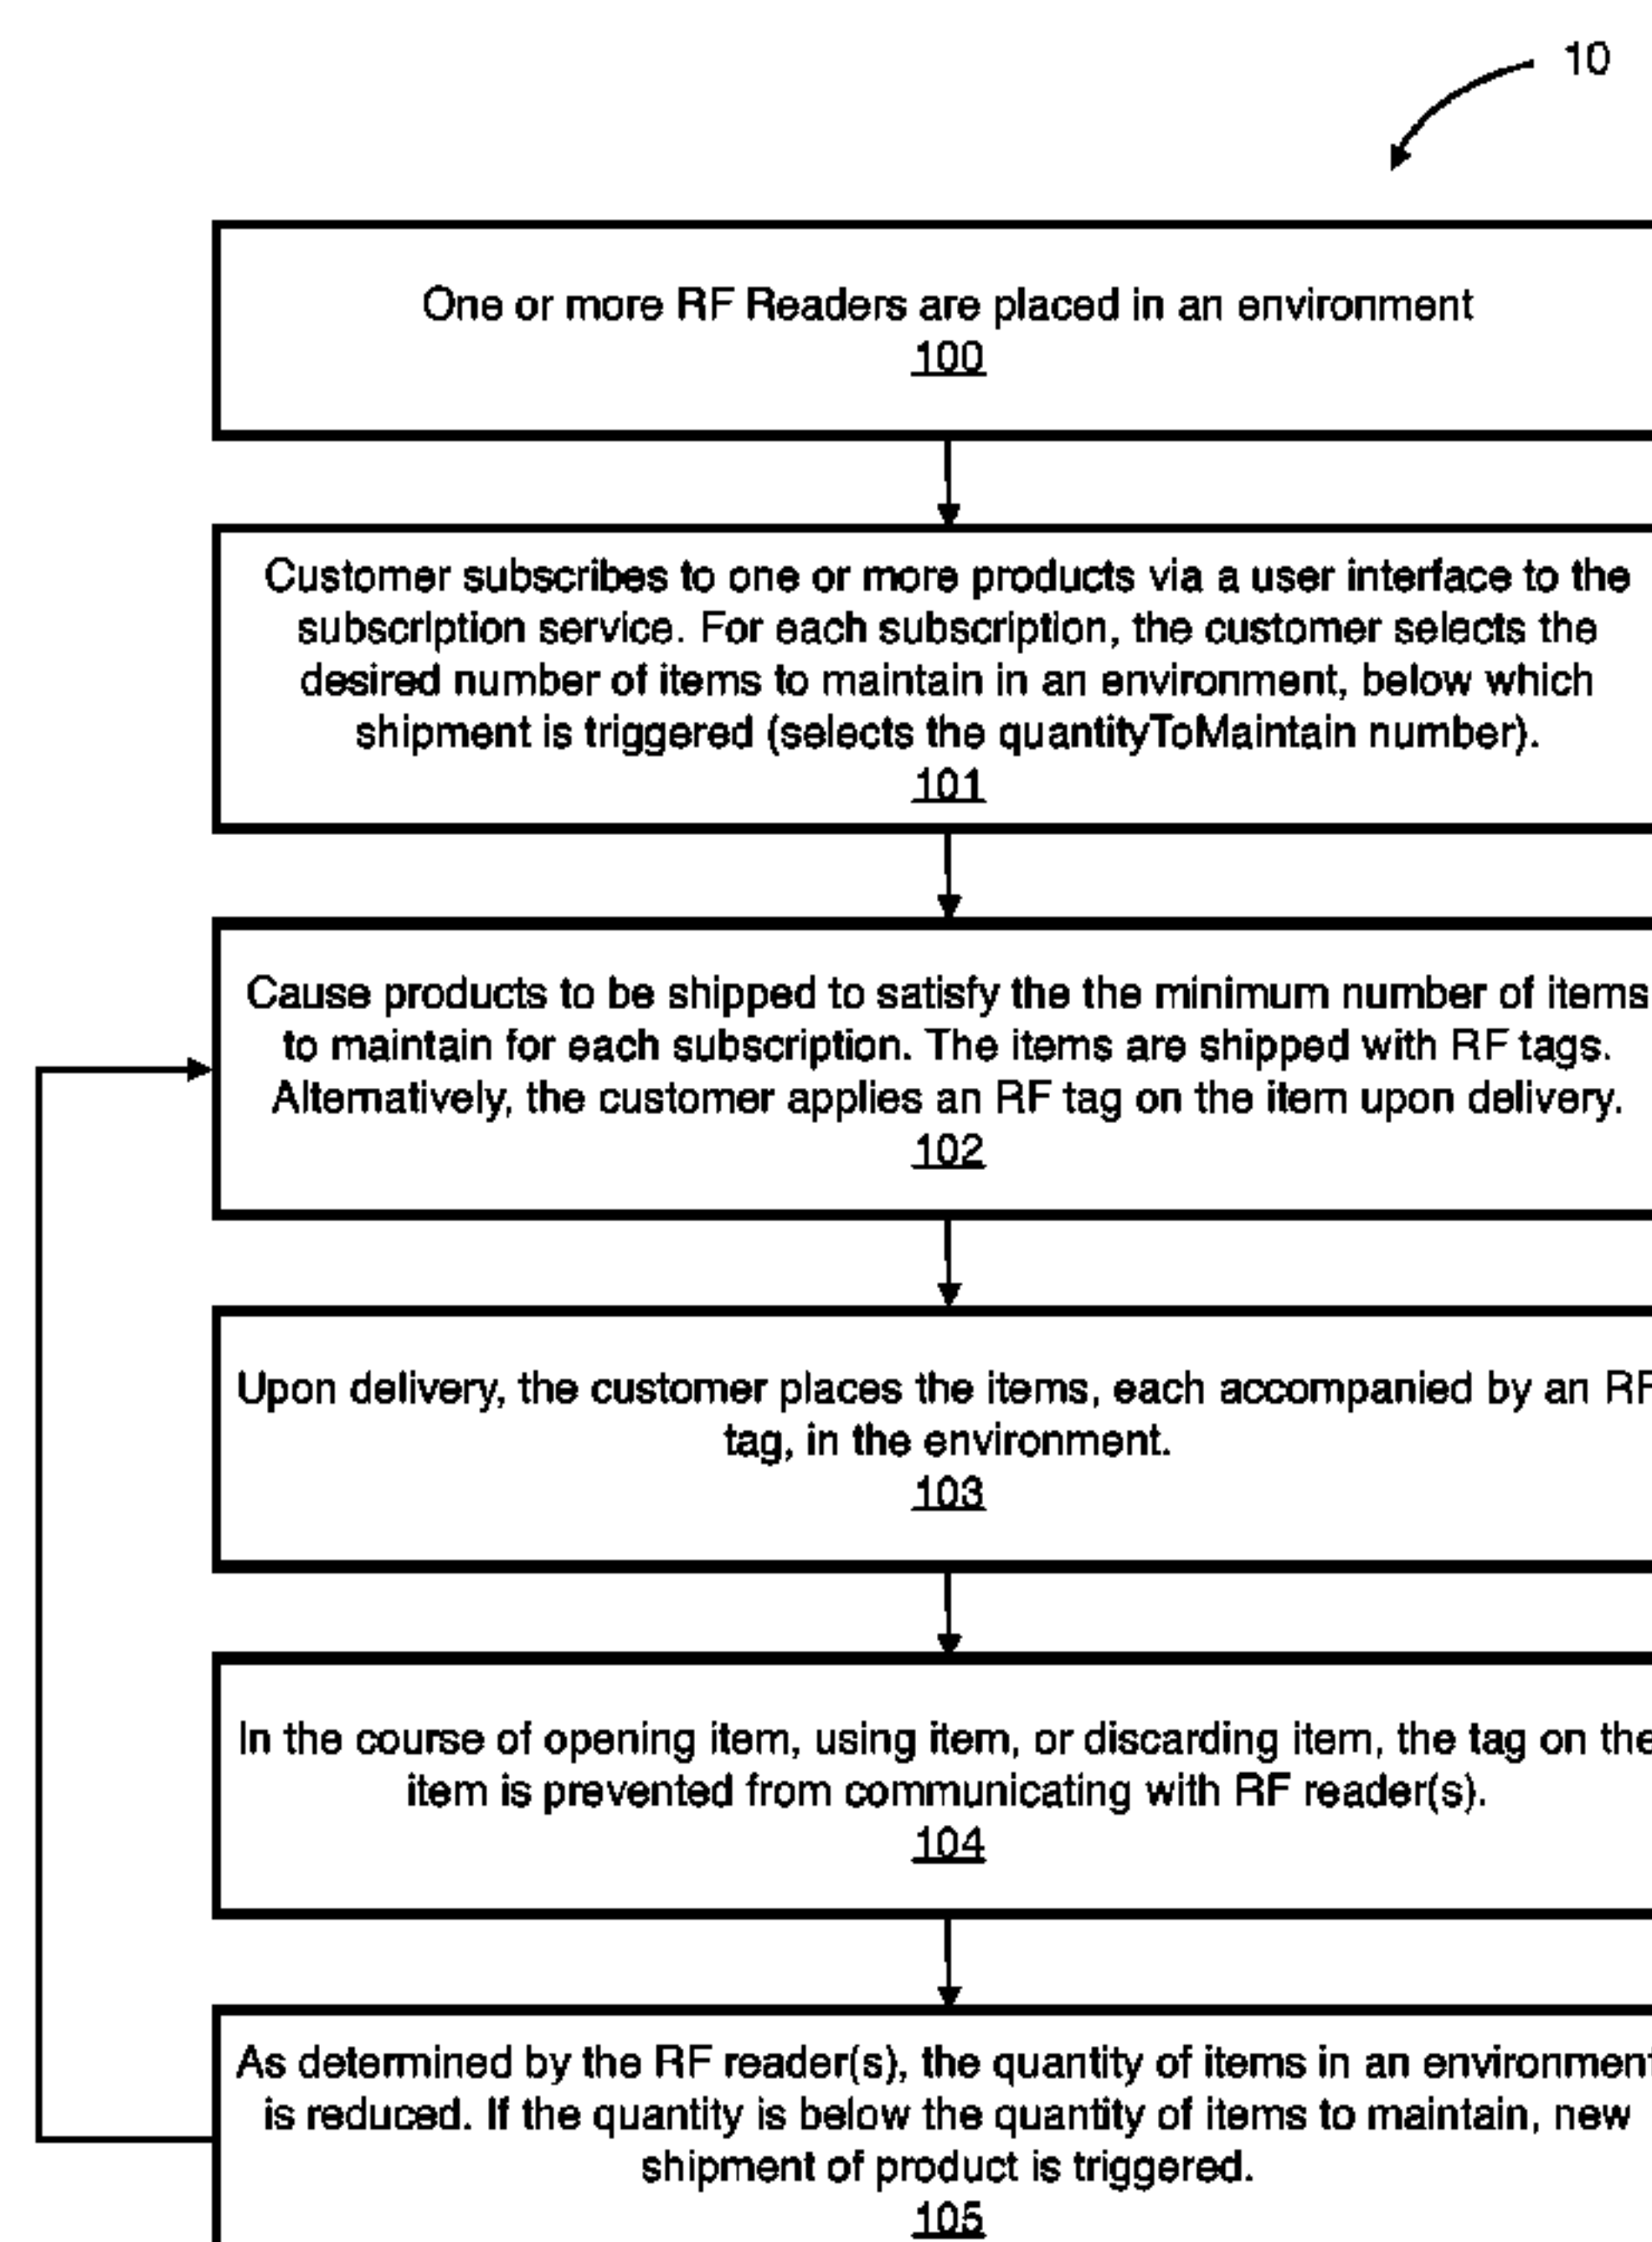 10
One or more RF Readers are placed in an environment
100
Customer subscribes to one or more products via a user interface to the
subscription service. For each subscription, the customer selects the
desired number of items to maintain in an environment, below which
shipment is triggered (selects the quantityToMaintain number).
101
Cause products to be shipped to satisfy the the minimum number of items
to maintain for each subscription. The items are shipped with RF tags.
Alternatively, the customer applies an RF tag on the item upon delivery.
102
Upon delivery, the customer places the items, each accompanied by an RF
tag, in the environment.
103
In the course of opening item, using item, or discarding item, the tag on the
item is prevented from communicating with RF reader(s).
104
As determined by the RF reader(s), the quantity of items in an environment
is reduced. If the quantity is below the quantity of items to maintain, new
shipment of product is triggered.
105